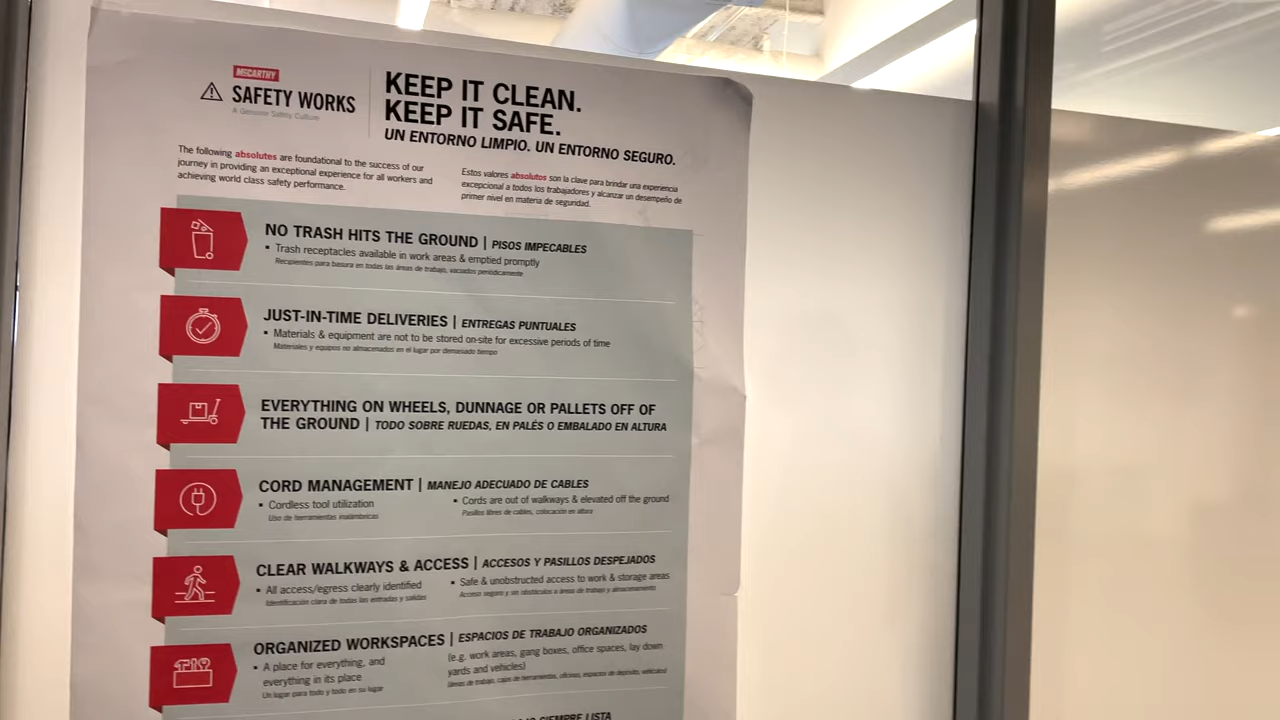 McCARTHY
SAFETY WORKS
A Genuine Safety Culture
KEEP IT CLEAN.
KEEP IT SAFE.
UN ENTORNO LIMPIO. UN ENTORNO SEGURO.
The following absolutes are foundational to the success of our
journey in providing an exceptional experience for all workers and
achieving world class safety performance.
Estos valores absolutos son la clave para brindar una experiencia
excepcional a todos los trabajadores y alcanzar un desempeño de
primer nivel en materia de seguridad.
NO TRASH HITS THE GROUND | PISOS IMPECABLES
▪ Trash receptacles available in work areas & emptied promptly
Recipientes para basura en todas las áreas de trabajo, vaciados periódicamente
JUST-IN-TIME DELIVERIES | ENTREGAS PUNTUALES
▪ Materials & equipment are not to be stored on-site for excessive periods of time
Materiales y equipos no almacenados en el lugar por demasiado tiempo
EVERYTHING ON WHEELS, DUNNAGE OR PALLETS OFF OF
THE GROUND | TODO SOBRE RUEDAS, EN PALÉS O EMBALADO EN ALTURA
CORD MANAGEMENT | MANEJO ADECUADO DE CABLES
▪ Cordless tool utilization
Uso de herramientas inalámbricas
▪ Cords are out of walkways & elevated off the ground
Pasillos libres de cables, colocación en altura
CLEAR WALKWAYS & ACCESS | ACCESOS Y PASILLOS DESPEJADOS
▪ All access/egress clearly identified
Identificación clara de todas las entradas y salidas
▪ Safe & unobstructed access to work & storage areas
Acceso seguro y sin obstáculos a áreas de trabajo y almacenamiento
ORGANIZED WORKSPACES | ESPACIOS DE TRABAJO ORGANIZADOS
▪ A place for everything, and
everything in its place
Un lugar para todo y todo en su lugar
(e.g. work areas, gang boxes, office spaces, lay down
yards and vehicles)
(áreas de trabajo, cajas de herramientas, oficinas, espacios de depósito, vehículos)
SIEMPRE LISTA